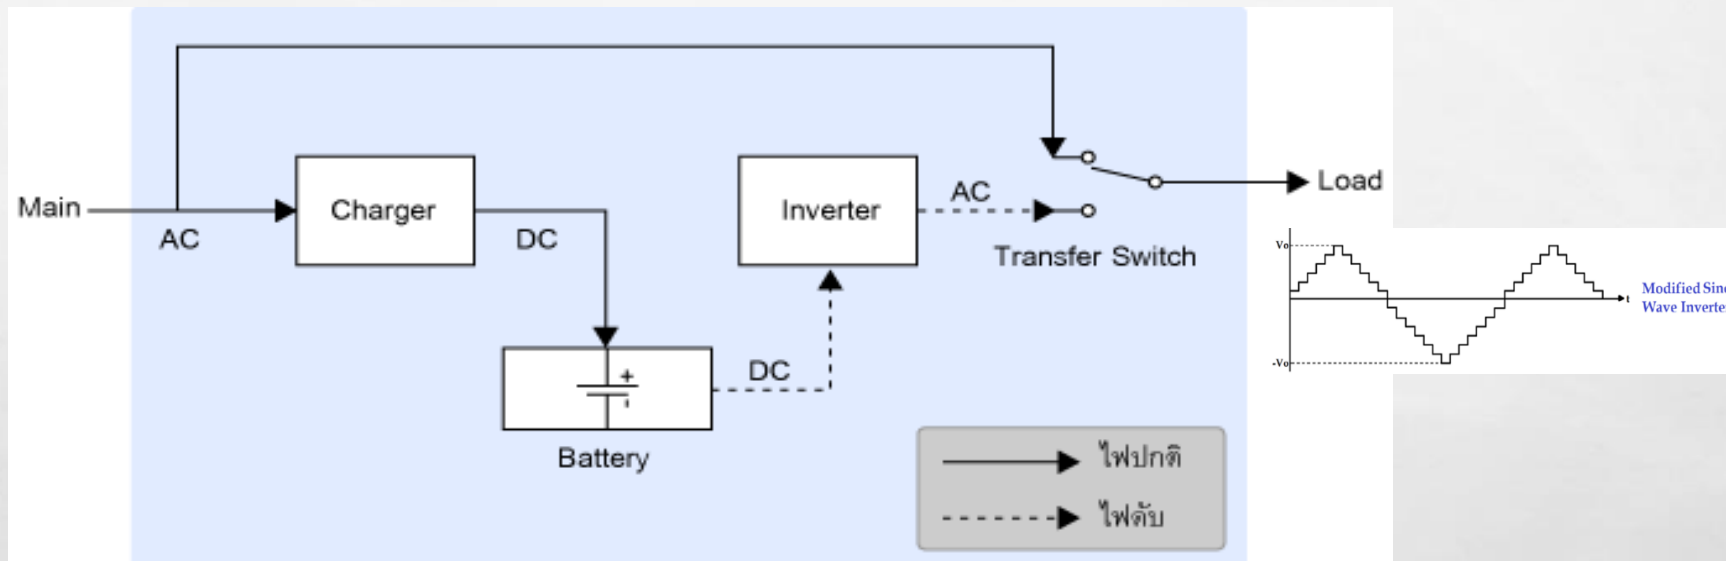 Main
AC
Charger
DC
Battery
DC
Inverter
AC
Transfer Switch
Load
ไฟปกติ
ไฟดับ
Vo
-Vo
t
Modified Sine
Wave Inverter